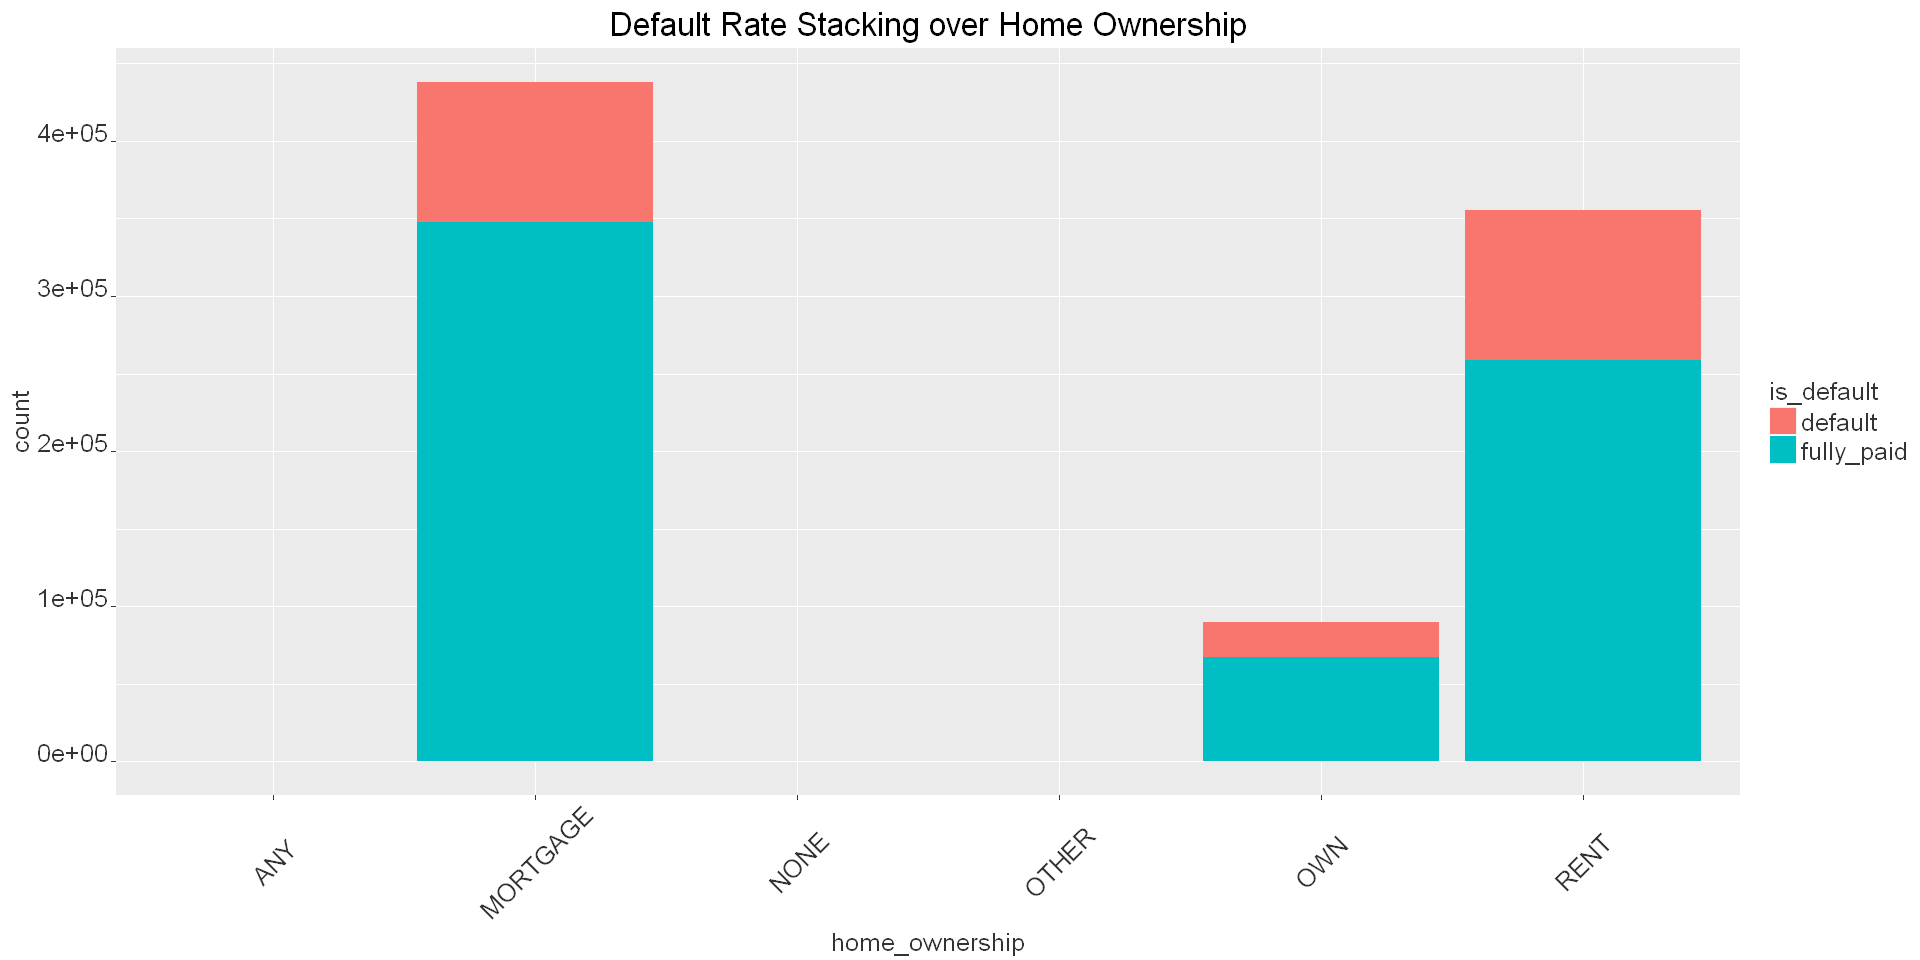 Default Rate Stacking over Home Ownership
4e+05
3e+05
2e+05
1e+05
0e+00
count
ANY
MORTGAGE
NONE
OTHER
OWN
RENT
home_ownership
is_default
default
fully_paid